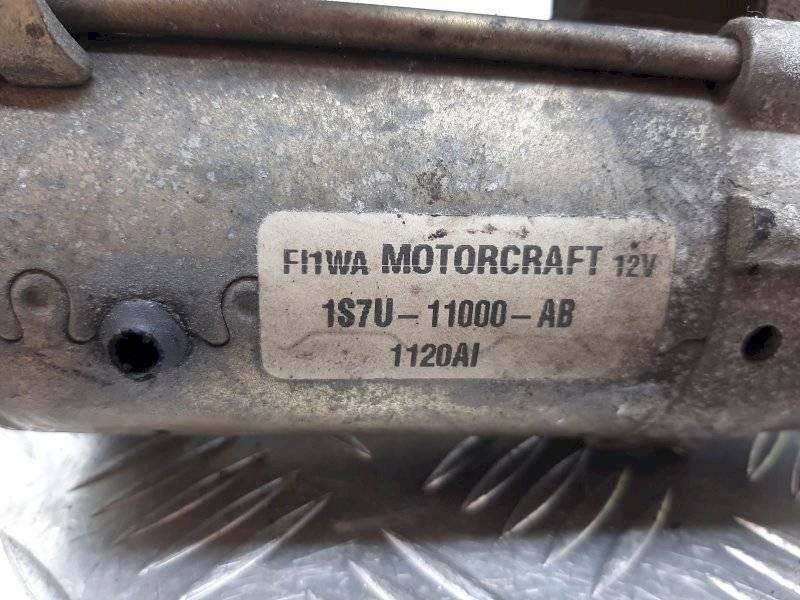 FI1WA MOTORCRAFT 12V
1S7U-11000-AB
1120AI